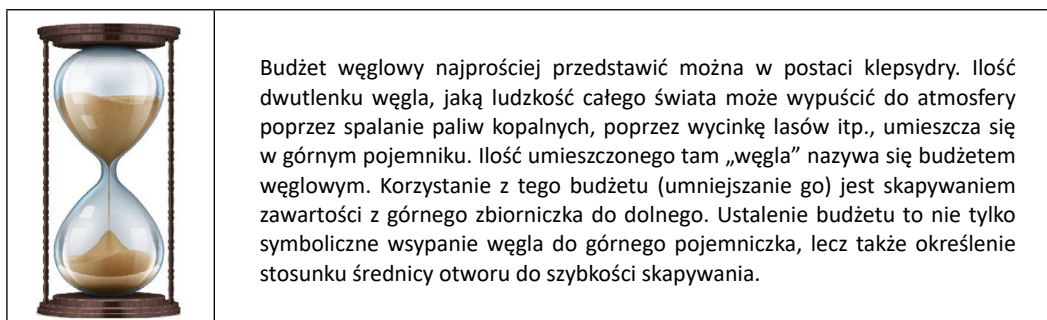 Budżet węglowy najprościej przedstawić można w postaci klepsydry. Ilość
dwutlenku węgla, jaką ludzkość całego świata może wypuścić do atmosfery
poprzez spalanie paliw kopalnych, poprzez wycinkę lasów itp., umieszcza się
w górnym pojemniku. Ilość umieszczonego tam „węgla” nazywa się budżetem
węglowym. Korzystanie z tego budżetu (umniejszanie go) jest skapywaniem
zawartości z górnego zbiorniczka do dolnego. Ustalenie budżetu to nie tylko
symboliczne wsypanie węgla do górnego pojemniczka, lecz także określenie
stosunku średnicy otworu do szybkości skapywania.